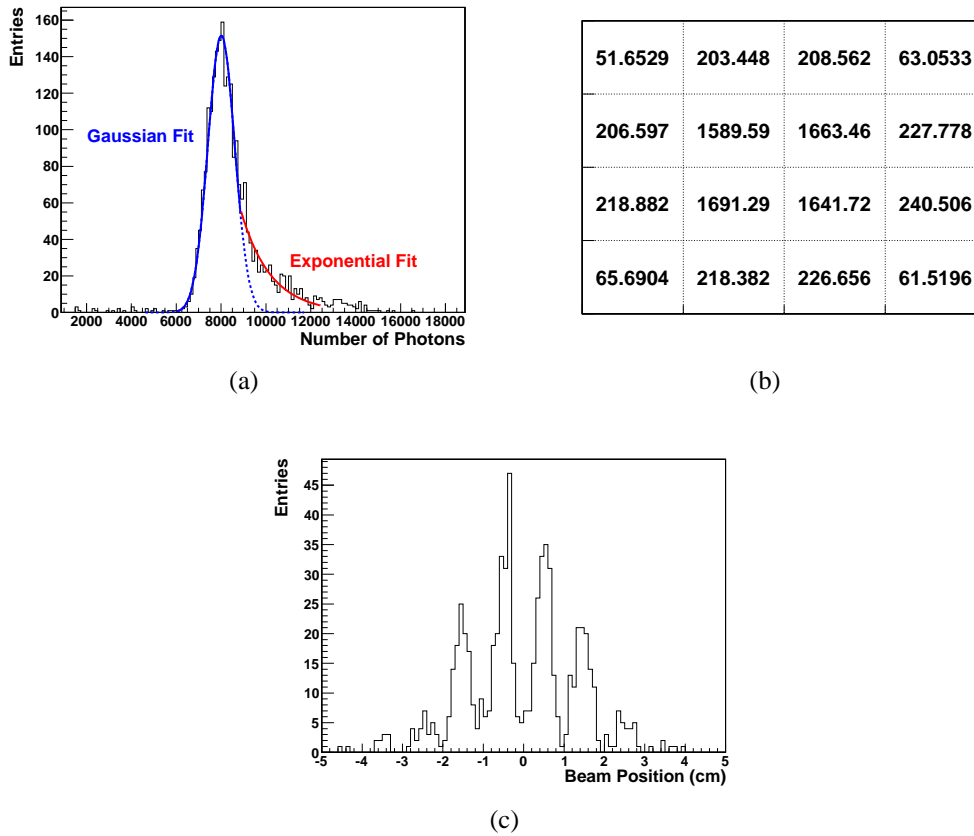 Entries
160
140
120
100
80
60
40
20
0
Gaussian Fit
Exponential Fit
2000 4000 6000 8000 10000 12000 14000 16000 18000
Number of Photons
(a)
51.6529 203.448 208.562 63.0533
206.597 1589.59 1663.46 227.778
218.882 1691.29 1641.72 240.506
65.6904 218.382 226.656 61.5196
(b)
Entries
45
40
35
30
25
20
15
10
5
0
-5 -4 -3 -2 -1 0 1 2 3 4 5
Beam Position (cm)
(c)